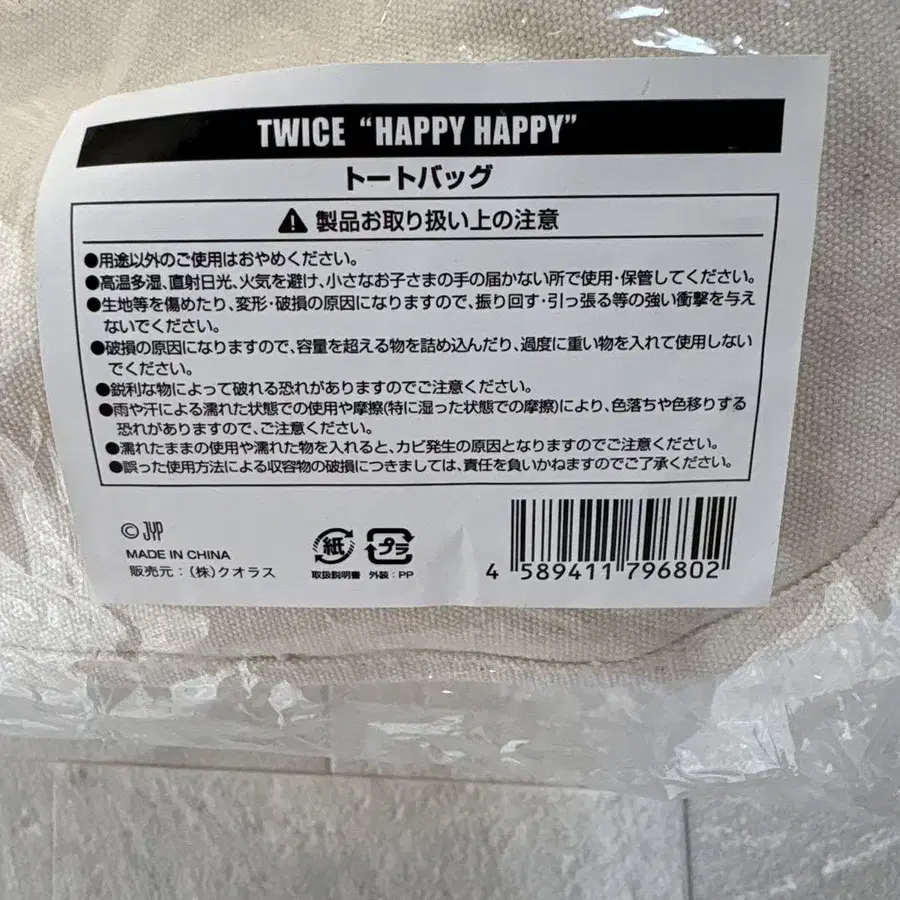 TWICE “HAPPY HAPPY”
トートバッグ
製品お取り扱い上の注意
●用途以外のご使用はおやめください。
●高温多湿、直射日光、火気を避け、小さなお子さまの手の届かない所で使用・保管してください。
●生地等を傷めたり、変形・破損の原因になりますので、振り回す・引っ張る等の強い衝撃を与え
ないでください。
●破損の原因になりますので、容量を超える物を詰め込んだり、過度に重い物を入れて使用しない
でください。
●鋭利な物によって破れる恐れがありますのでご注意ください。
●雨や汗による濡れた状態での使用や摩擦(特に湿った状態での摩擦)により、色落ちや色移りする
恐れがありますので、ご注意ください。
●濡れたままの使用や濡れた物を入れると、カビ発生の原因となりますのでご注意ください。
●誤った使用方法による収容物の破損につきましては、責任を負いかねますのでご了承ください。
© JYP
MADE IN CHINA
販売元：(株)クオラス
紙
取扱説明書
プラ
外装：PP
4 589411 796802